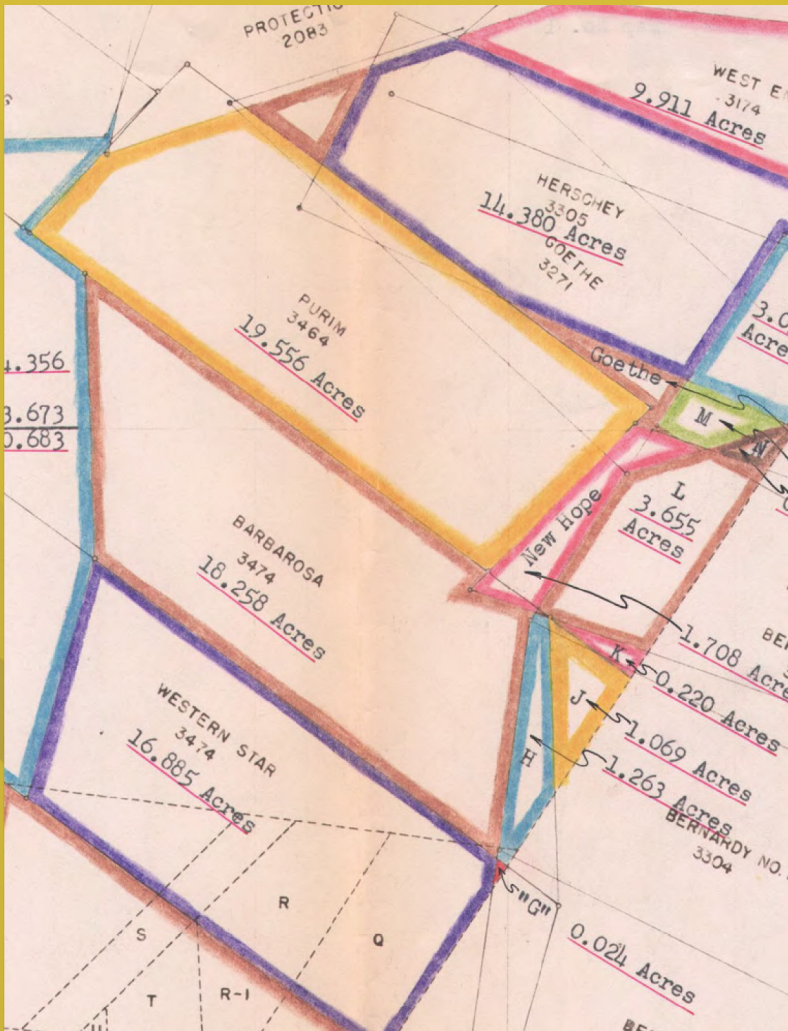 2083
WEST
3174
9.911 Acres
HERSCHEY
3305
14.380 Acres
GOETHE
3271
PURIM
3464
19.556 Acres
Goethe
M
N
L
3.655
Acres
New Hope
3.673
0.683
BARBAROSA
3474
18.258 Acres
1.708
K
0.220 Acres
J
1.069 Acres
H
1.263 Acres
WESTERN STAR
3474
16.885 Acres
BERNARDY NO.
3304
"G"
0.024 Acres
R
S
Q
T
R-1